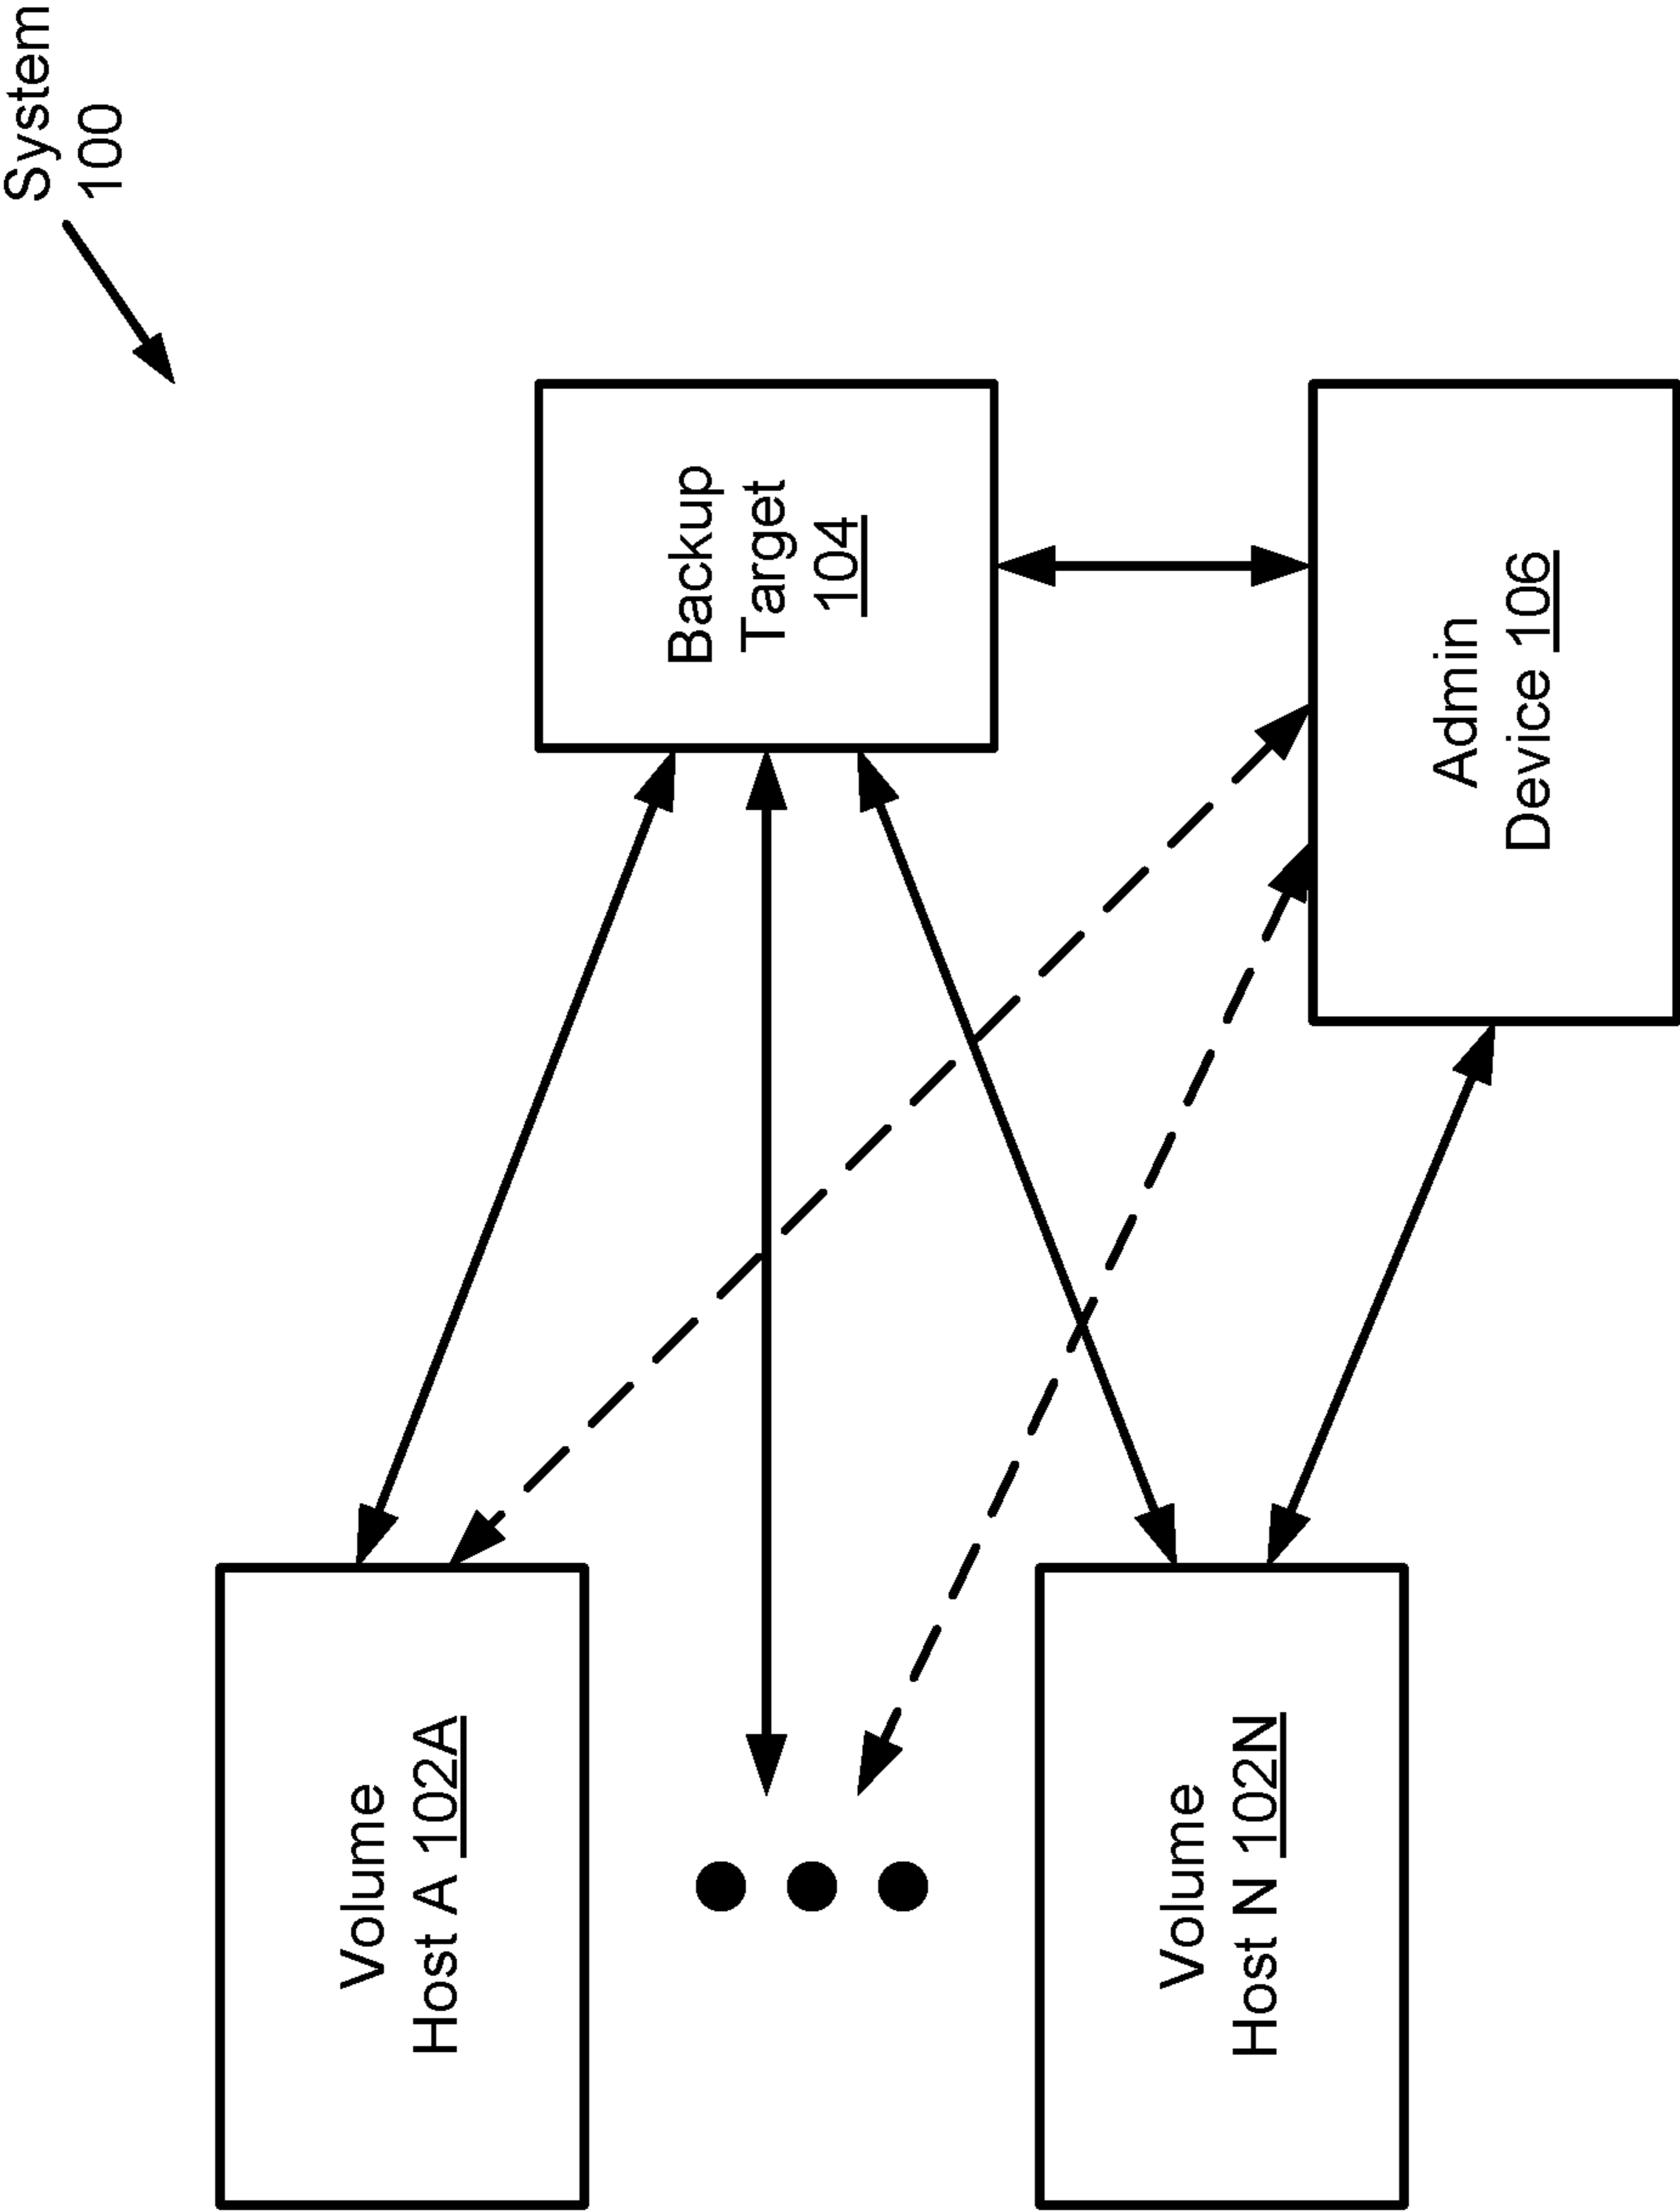 System
100
Volume
Host A 102A
Backup
Target
104
Volume
Host N 102N
Admin
Device 106